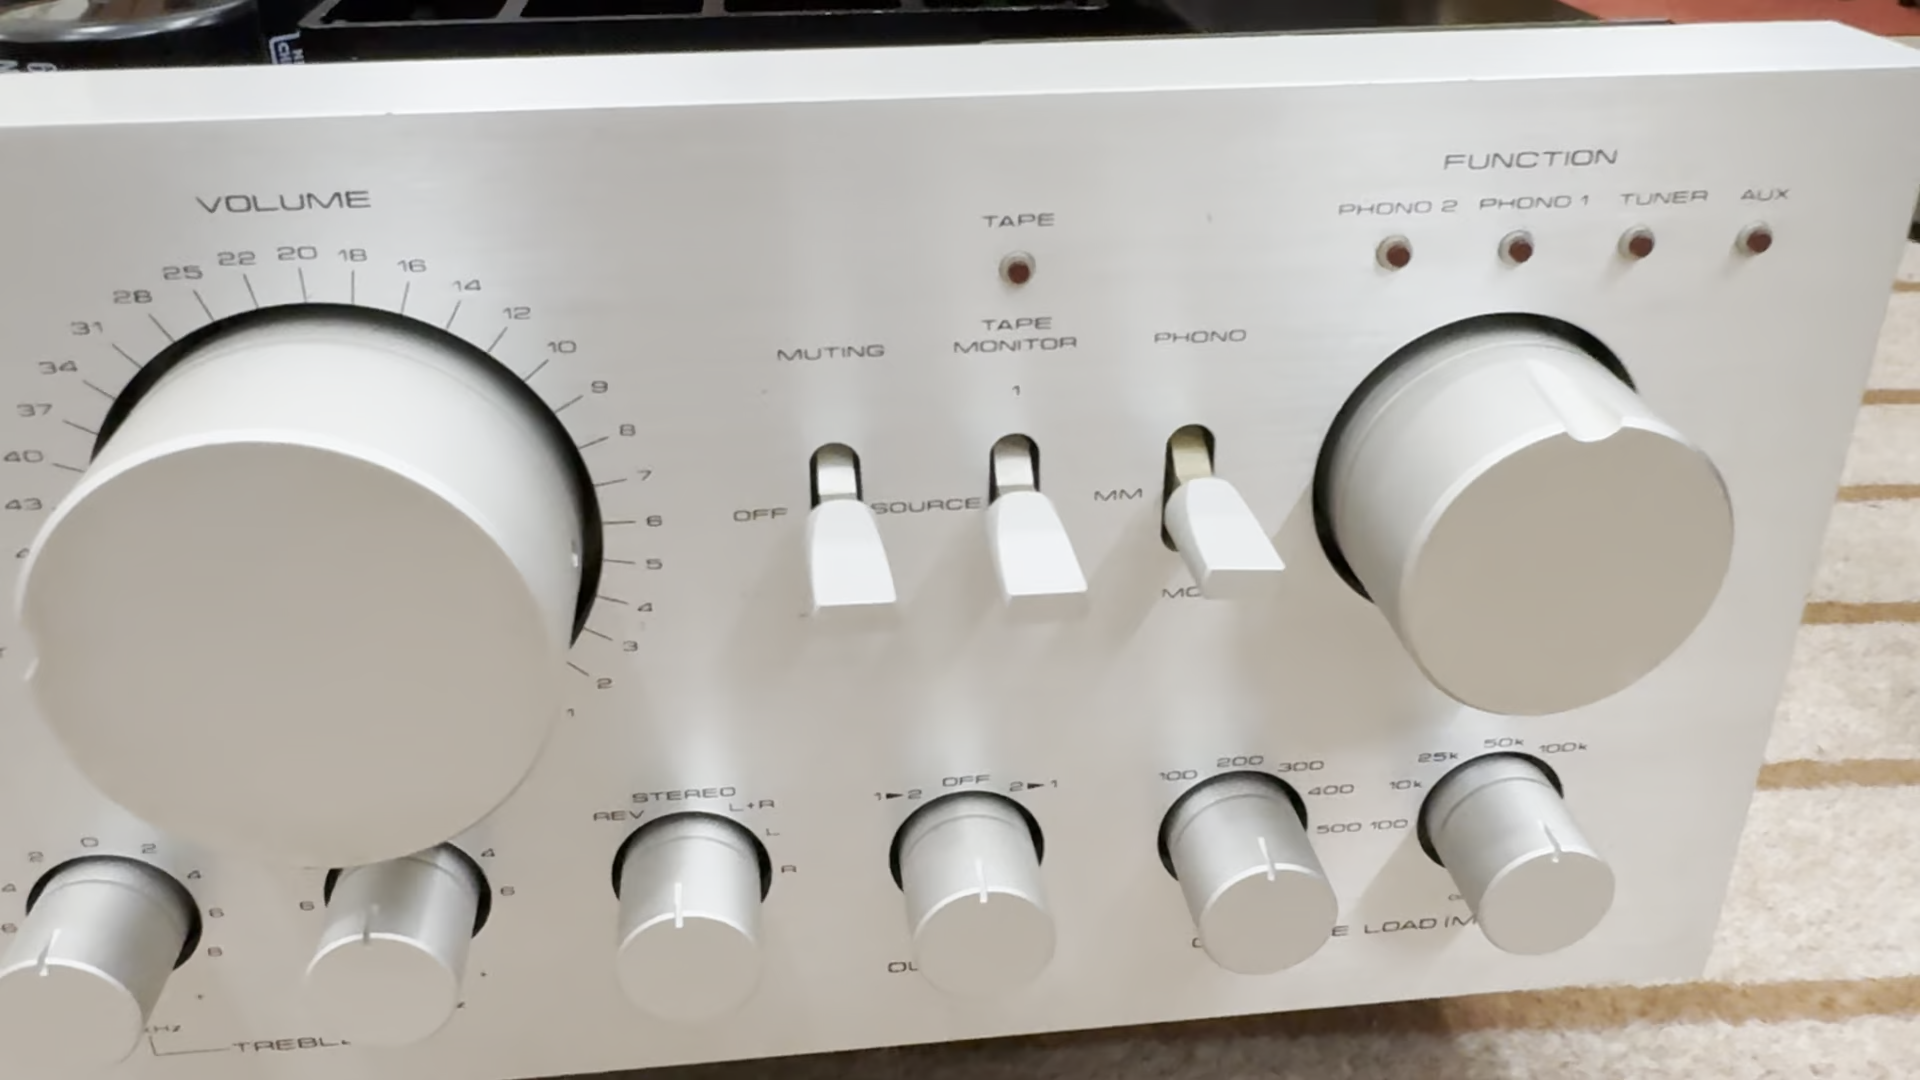 VOLUME
43
40
37
34
31
28
25
22
20
18
16
14
12
10
9
8
7
6
5
4
3
2
1
TAPE
MUTING
OFF
TAPE
MONITOR
1
SOURCE
PHONO
MM
FUNCTION
PHONO 2 PHONO 1 TUNER AUX
4 2 0 2 4 6 8
TREBL
6 4 6
REV STEREO L+R L R
1►2 OFF 2►1
100 200 300 400 500
100 10k 25k 50k 100k
LOAD